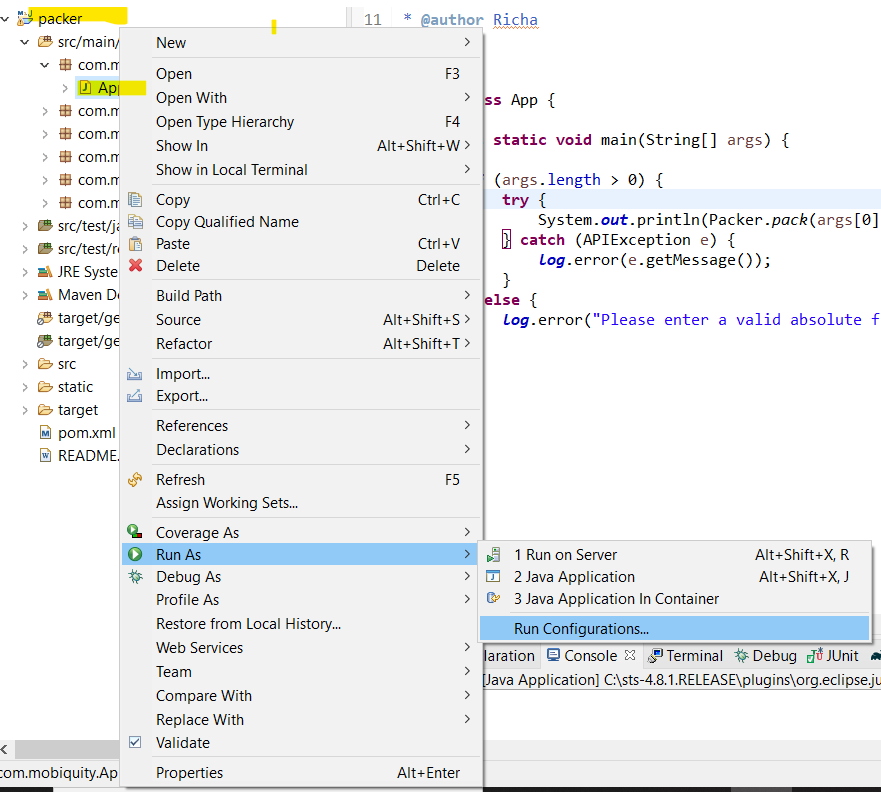 packer
src/main/
com.m
App
com.m
com.m
com.m
com.m
com.m
src/test/ja
src/test/re
JRE Syste
Maven De
target/ge
target/ge
src
static
target
pom.xml
README.
com.mobiquity.Ap
New
Open F3
Open With
Open Type Hierarchy F4
Show In Alt+Shift+W
Show in Local Terminal
Copy Ctrl+C
Copy Qualified Name
Paste Ctrl+V
Delete Delete
Build Path
Source Alt+Shift+S
Refactor Alt+Shift+T
Import...
Export...
References
Declarations
Refresh F5
Assign Working Sets...
Coverage As
Run As
Debug As
Profile As
Restore from Local History...
Web Services
Team
Compare With
Replace With
Validate
Properties Alt+Enter
1 Run on Server Alt+Shift+X, R
2 Java Application Alt+Shift+X, J
3 Java Application In Container
Run Configurations...
11 * @author Richa
ss App {
static void main(String[] args) {
(args.length > 0) {
try {
System.out.println(Packer.pack(args[0]
} catch (APIException e) {
log.error(e.getMessage());
}
else {
log.error("Please enter a valid absolute f
laration Console Terminal Debug JUnit
[Java Application] C:\sts-4.8.1.RELEASE\plugins\org.eclipse.ju